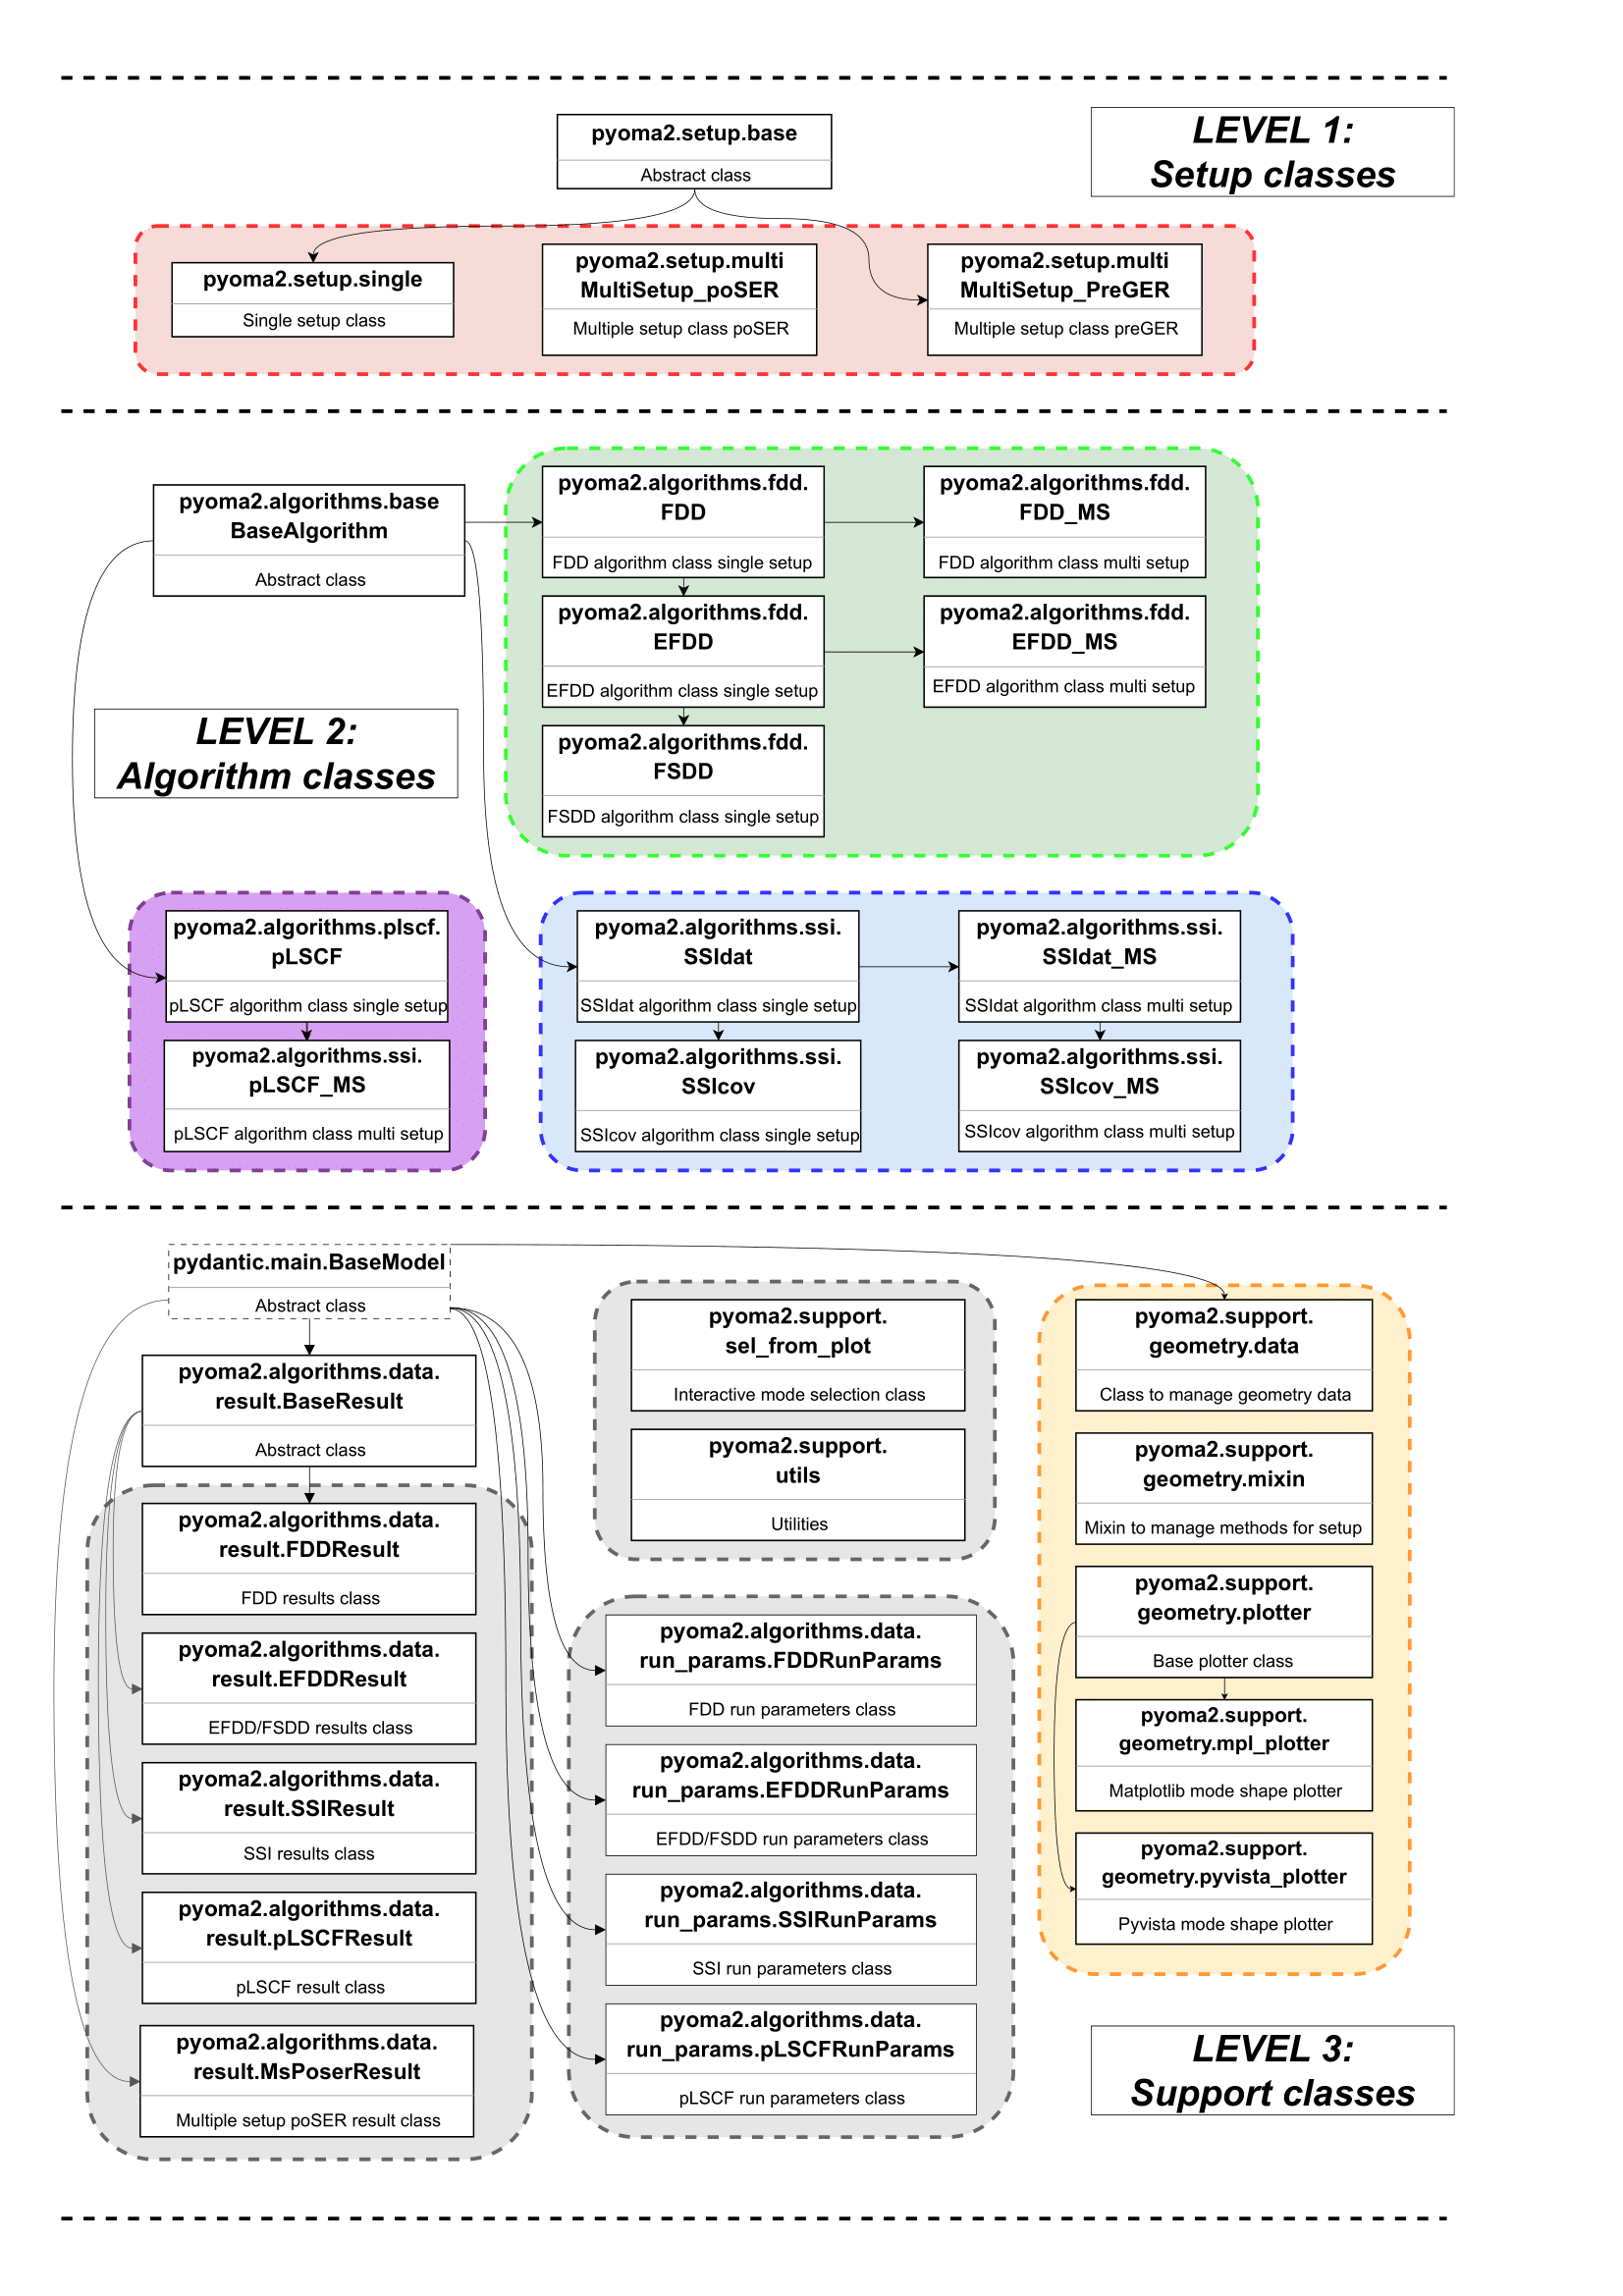 LEVEL 1:
Setup classes
pyoma2.setup.base
Abstract class
pyoma2.setup.single
Single setup class
pyoma2.setup.multi
MultiSetup_poSER
Multiple setup class poSER
pyoma2.setup.multi
MultiSetup_PreGER
Multiple setup class preGER
pyoma2.algorithms.base
BaseAlgorithm
Abstract class
LEVEL 2:
Algorithm classes
pyoma2.algorithms.fdd.
FDD
FDD algorithm class single setup
pyoma2.algorithms.fdd.
FDD_MS
FDD algorithm class multi setup
pyoma2.algorithms.fdd.
EFDD
EFDD algorithm class single setup
pyoma2.algorithms.fdd.
EFDD_MS
EFDD algorithm class multi setup
pyoma2.algorithms.fdd.
FSDD
FSDD algorithm class single setup
pyoma2.algorithms.plscf.
pLSCF
pLSCF algorithm class single setup
pyoma2.algorithms.ssi.
pLSCF_MS
pLSCF algorithm class multi setup
pyoma2.algorithms.ssi.
SSIdat
SSIdat algorithm class single setup
pyoma2.algorithms.ssi.
SSIdat_MS
SSIdat algorithm class multi setup
pyoma2.algorithms.ssi.
SSIcov
SSIcov algorithm class single setup
pyoma2.algorithms.ssi.
SSIcov_MS
SSIcov algorithm class multi setup
pydantic.main.BaseModel
Abstract class
pyoma2.algorithms.data.
result.BaseResult
Abstract class
pyoma2.algorithms.data.
result.FDDResult
FDD results class
pyoma2.algorithms.data.
result.EFDDResult
EFDD/FSDD results class
pyoma2.algorithms.data.
result.SSIResult
SSI results class
pyoma2.algorithms.data.
result.pLSCFResult
pLSCF result class
pyoma2.algorithms.data.
result.MsPoserResult
Multiple setup poSER result class
pyoma2.support.
sel_from_plot
Interactive mode selection class
pyoma2.support.
utils
Utilities
pyoma2.algorithms.data.
run_params.FDDRunParams
FDD run parameters class
pyoma2.algorithms.data.
run_params.EFDDRunParams
EFDD/FSDD run parameters class
pyoma2.algorithms.data.
run_params.SSIRunParams
SSI run parameters class
pyoma2.algorithms.data.
run_params.pLSCFRunParams
pLSCF run parameters class
pyoma2.support.
geometry.data
Class to manage geometry data
pyoma2.support.
geometry.mixin
Mixin to manage methods for setup
pyoma2.support.
geometry.plotter
Base plotter class
pyoma2.support.
geometry.mpl_plotter
Matplotlib mode shape plotter
pyoma2.support.
geometry.pyvista_plotter
Pyvista mode shape plotter
LEVEL 3:
Support classes